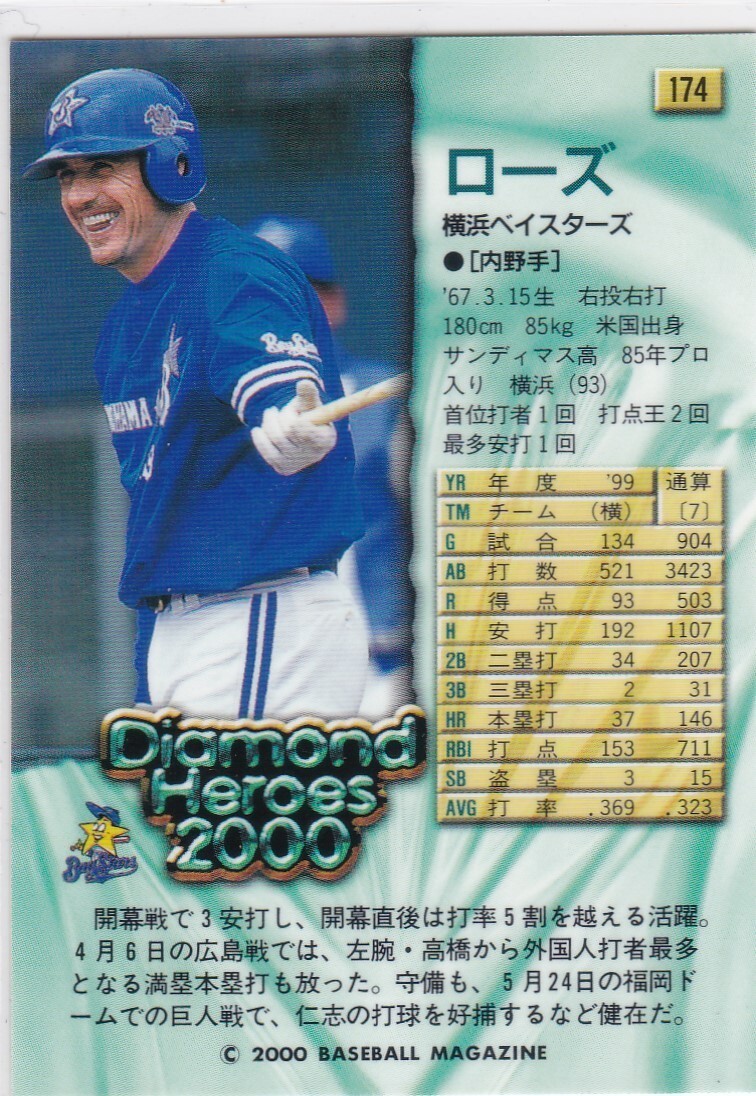 174
ローズ
横浜ベイスターズ
●[内野手]
'67.3.15生 右投右打
180cm 85kg 米国出身
サンディマス高 85年プロ
入り 横浜(93)
首位打者1回 打点王2回
最多安打1回
YR 年度 '99 通算
TM チーム (横) 〔7〕
G 試合 134 904
AB 打数 521 3423
R 得点 93 503
H 安打 192 1107
2B 二塁打 34 207
3B 三塁打 2 31
HR 本塁打 37 146
RBI 打点 153 711
SB 盗塁 3 15
AVG 打率 .369 .323
Diamond
Heroes
2000
BayStars
開幕戦で3安打し、開幕直後は打率5割を越える活躍。
4月6日の広島戦では、左腕・高橋から外国人打者最多
となる満塁本塁打も放った。守備も、5月24日の福岡ド
ームでの巨人戦で、仁志の打球を好捕するなど健在だ。
© 2000 BASEBALL MAGAZINE